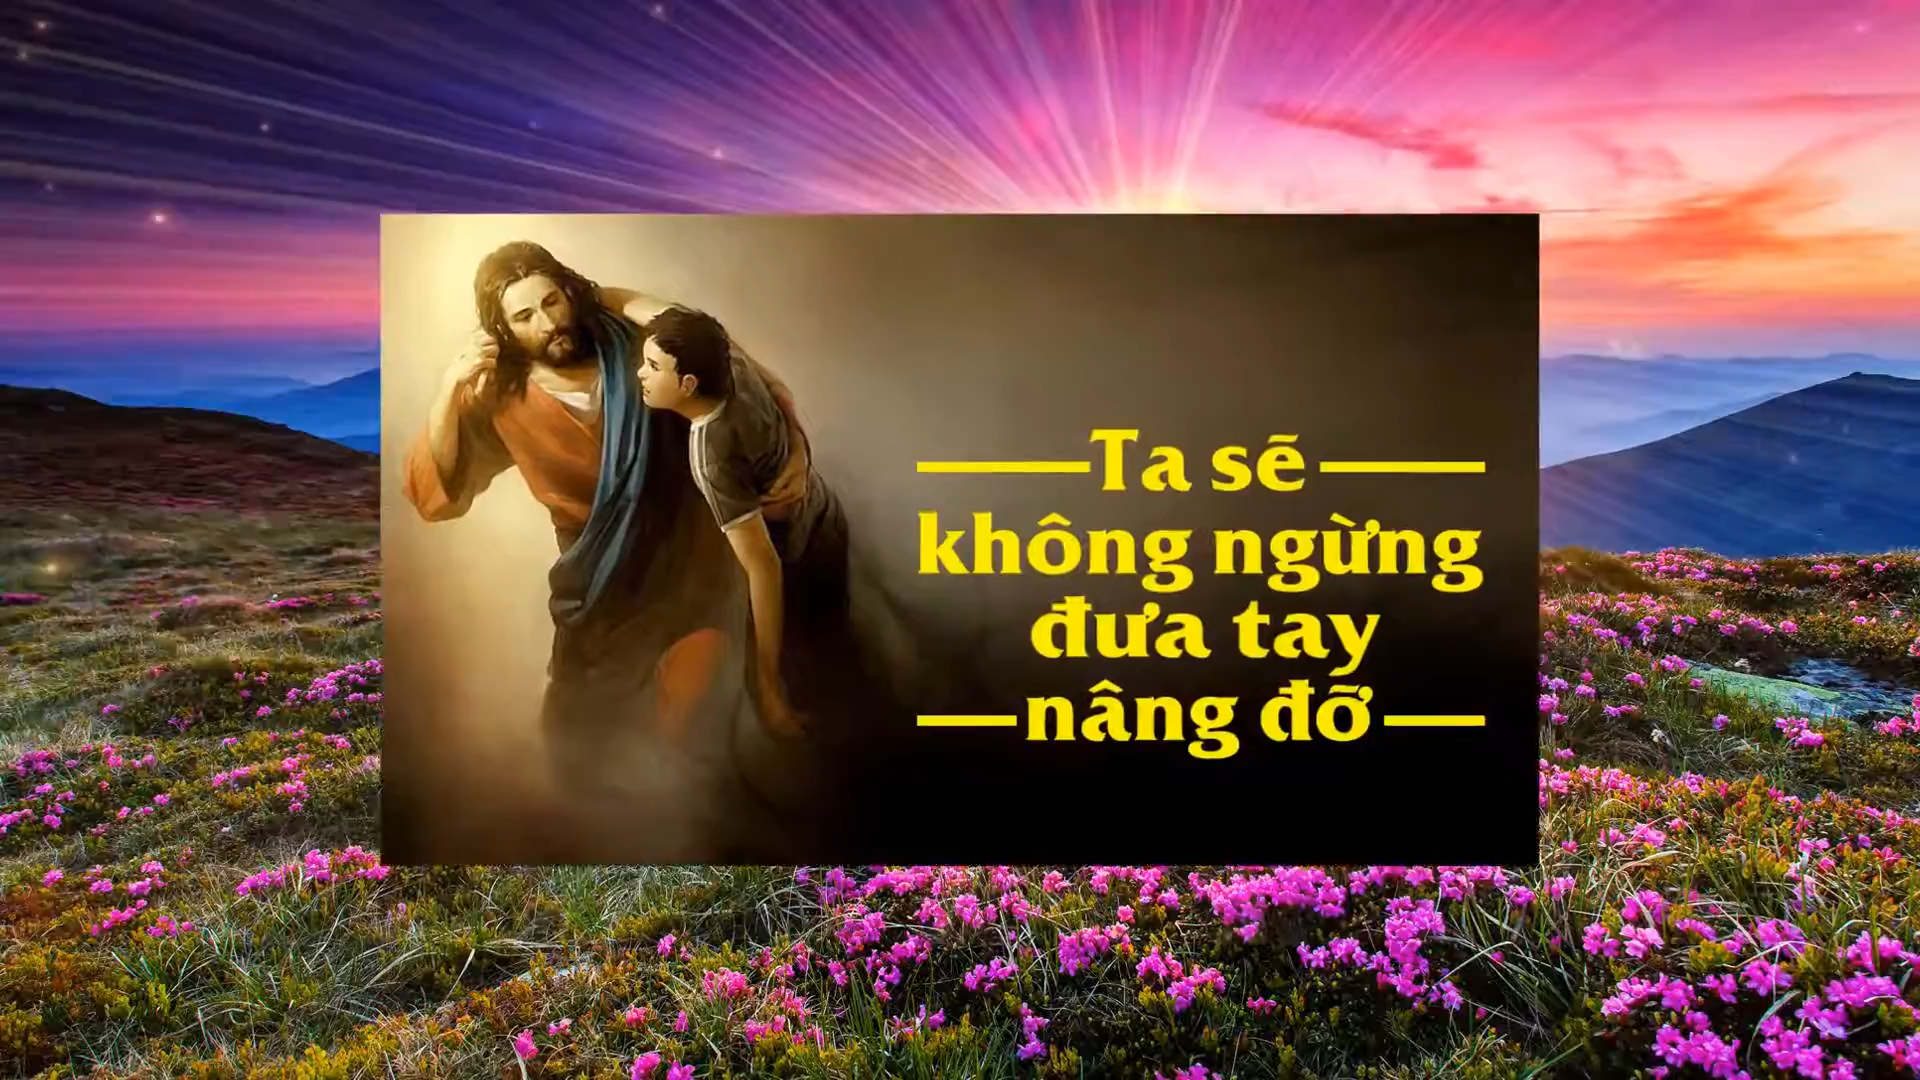 Ta sẽ
không ngừng
đưa tay
nâng đỡ